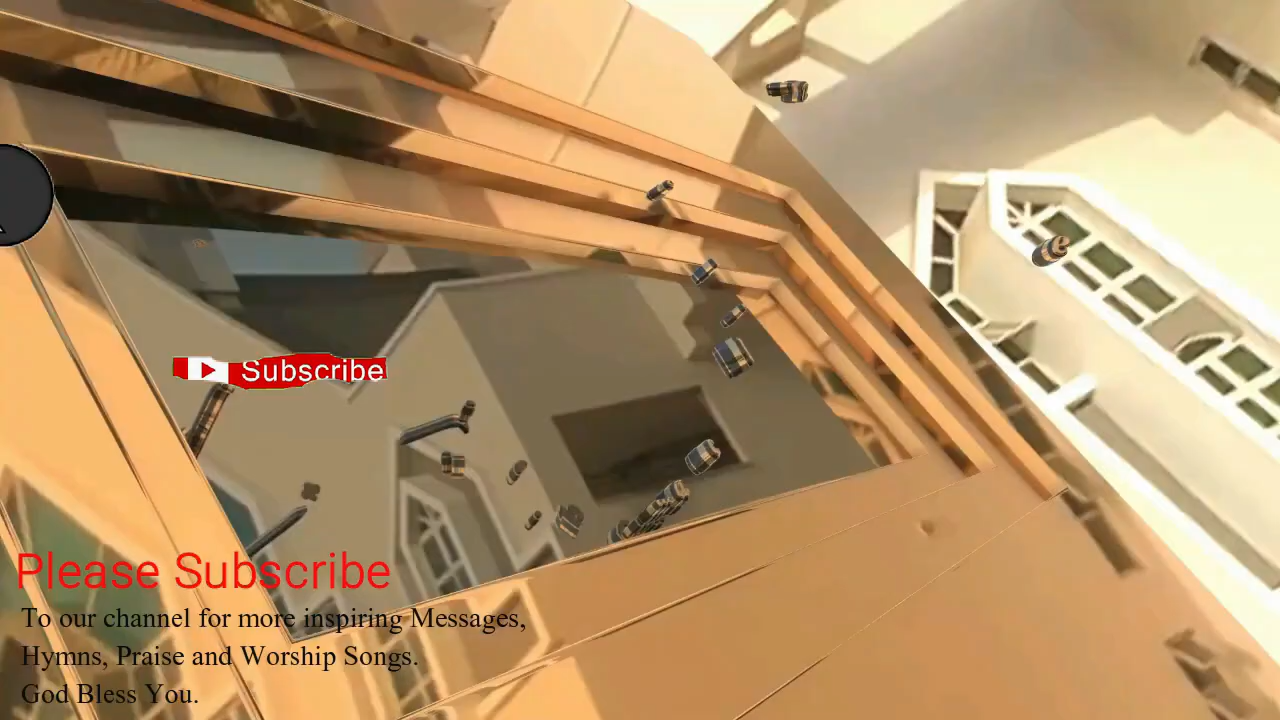 Subscribe
Please Subscribe
To our channel for more inspiring Messages,
Hymns, Praise and Worship Songs.
God Bless You.